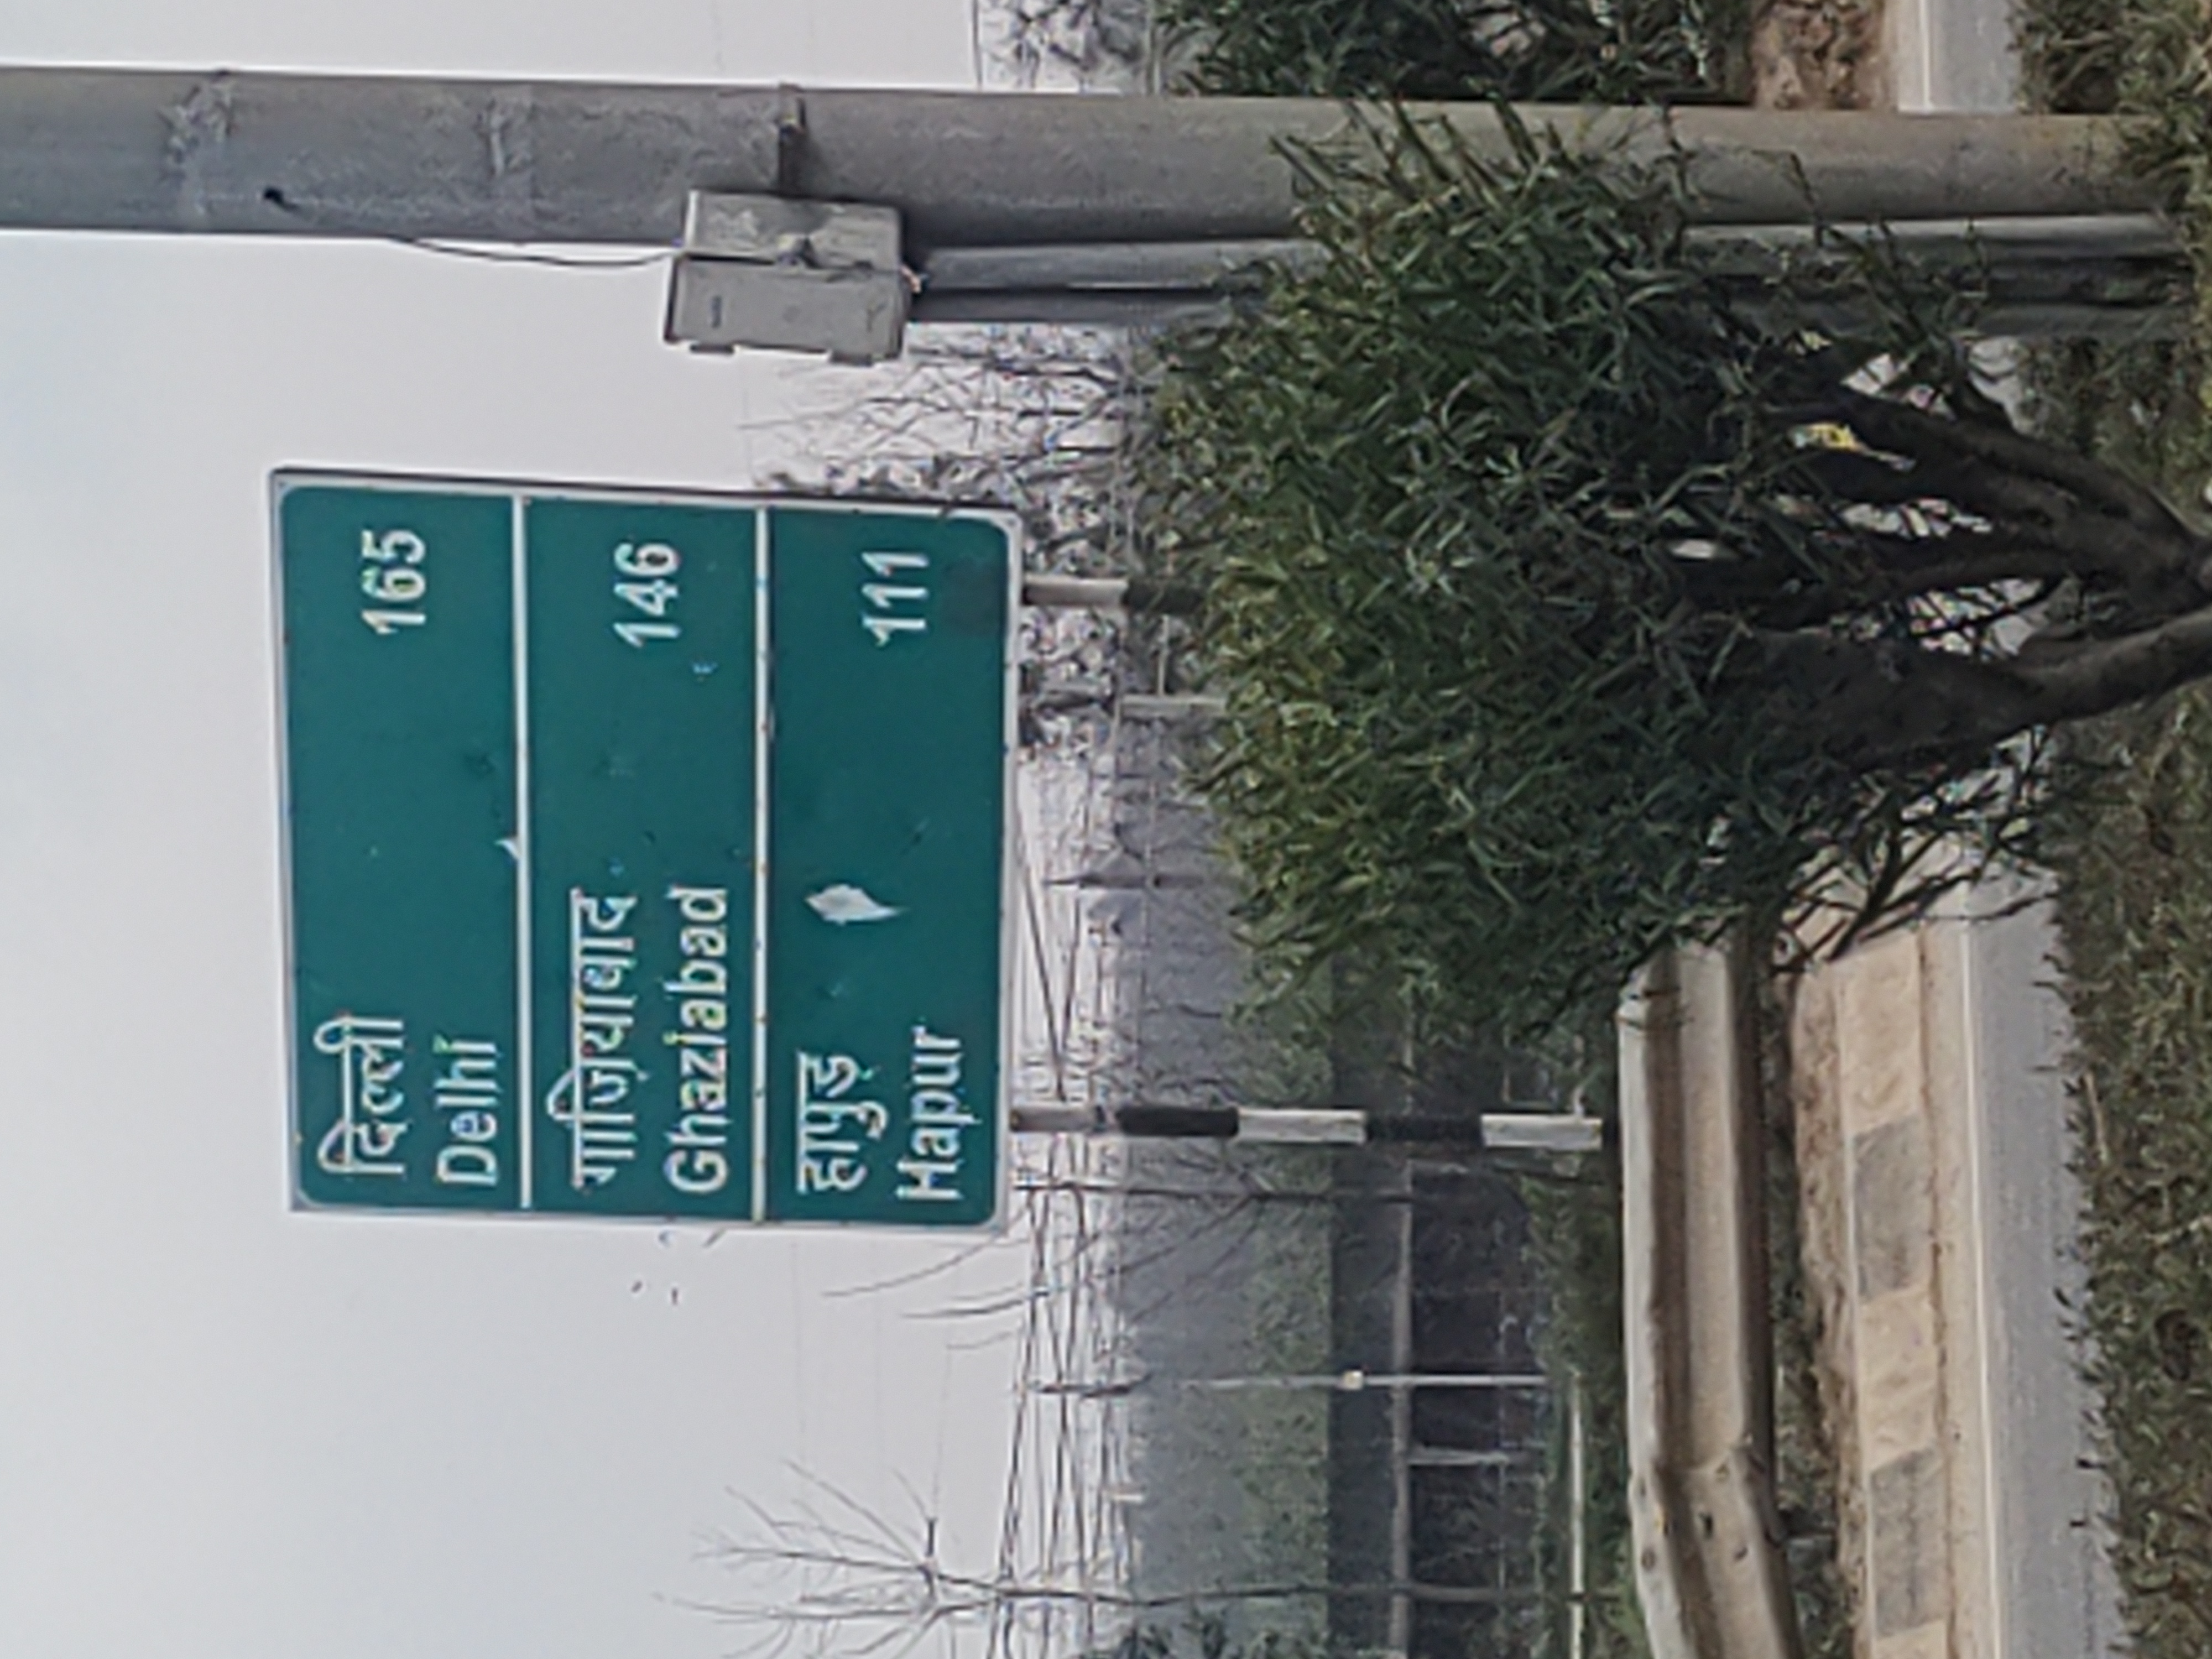 दिल्ली 165
Delhi
गाज़ियाबाद 146
Ghaziabad
हापुड़ 111
Hapur